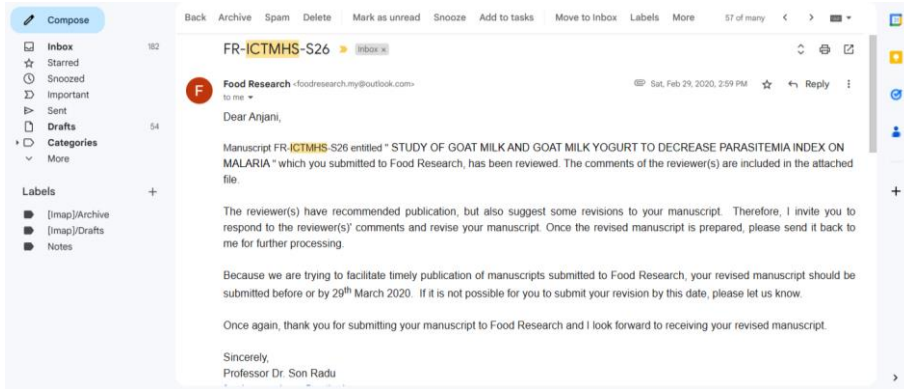 Compose
Back Archive Spam Delete Mark as unread Snooze Add to tasks Move to Inbox Labels More 57 of many
Inbox 182
Starred
Snoozed
Important
Sent
Drafts 54
Categories
More
Labels
[Imap]/Archive
[Imap]/Drafts
Notes
FR-ICTMHS-S26 Inbox ×
F
Food Research <foodresearch.my@outlook.com> Sat, Feb 29, 2020, 2:59 PM Reply
to me
Dear Anjani,
Manuscript FR-ICTMHS-S26 entitled " STUDY OF GOAT MILK AND GOAT MILK YOGURT TO DECREASE PARASITEMIA INDEX ON
MALARIA " which you submitted to Food Research, has been reviewed. The comments of the reviewer(s) are included in the attached
file.
The reviewer(s) have recommended publication, but also suggest some revisions to your manuscript. Therefore, I invite you to
respond to the reviewer(s)' comments and revise your manuscript. Once the revised manuscript is prepared, please send it back to
me for further processing.
Because we are trying to facilitate timely publication of manuscripts submitted to Food Research, your revised manuscript should be
submitted before or by 29th March 2020. If it is not possible for you to submit your revision by this date, please let us know.
Once again, thank you for submitting your manuscript to Food Research and I look forward to receiving your revised manuscript.
Sincerely,
Professor Dr. Son Radu